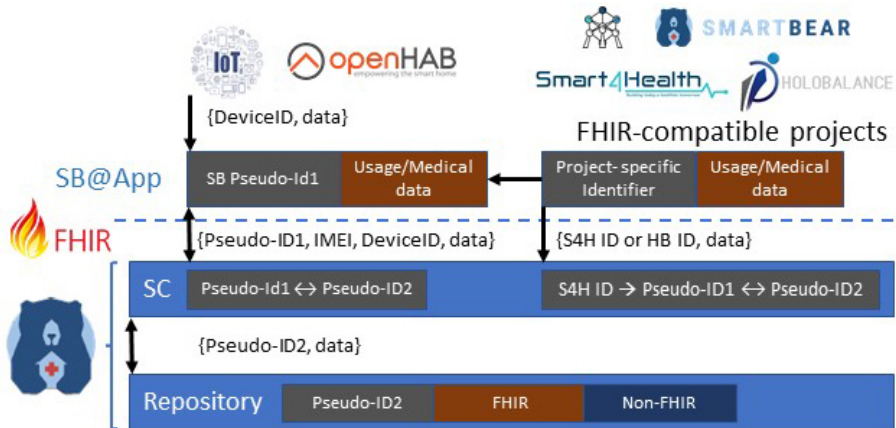 IoT
openHAB
empowering the smart home
SMARTBEAR
Smart4Health
HOLOBALANCE
{DeviceID, data}
FHIR-compatible projects
SB@App
SB Pseudo-Id1
Usage/Medical
data
Project- specific
Identifier
Usage/Medical
data
FHIR
{Pseudo-ID1, IMEI, DeviceID, data}
{S4H ID or HB ID, data}
SC
Pseudo-Id1 ↔ Pseudo-ID2
S4H ID → Pseudo-ID1 ↔ Pseudo-ID2
{Pseudo-ID2, data}
Repository
Pseudo-ID2
FHIR
Non-FHIR